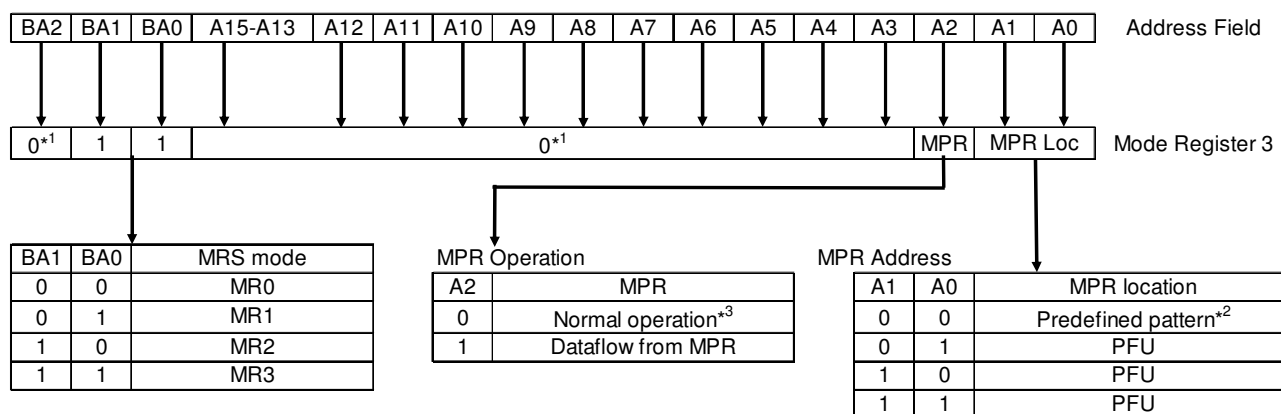 BA2 BA1 BA0 A15-A13 A12 A11 A10 A9 A8 A7 A6 A5 A4 A3 A2 A1 A0 Address Field
0*1 1 1 0*1 MPR MPR Loc Mode Register 3
BA1 BA0 MRS mode
0 0 MR0
0 1 MR1
1 0 MR2
1 1 MR3
MPR Operation
A2 MPR
0 Normal operation*3
1 Dataflow from MPR
MPR Address
A1 A0 MPR location
0 0 Predefined pattern*2
0 1 PFU
1 0 PFU
1 1 PFU